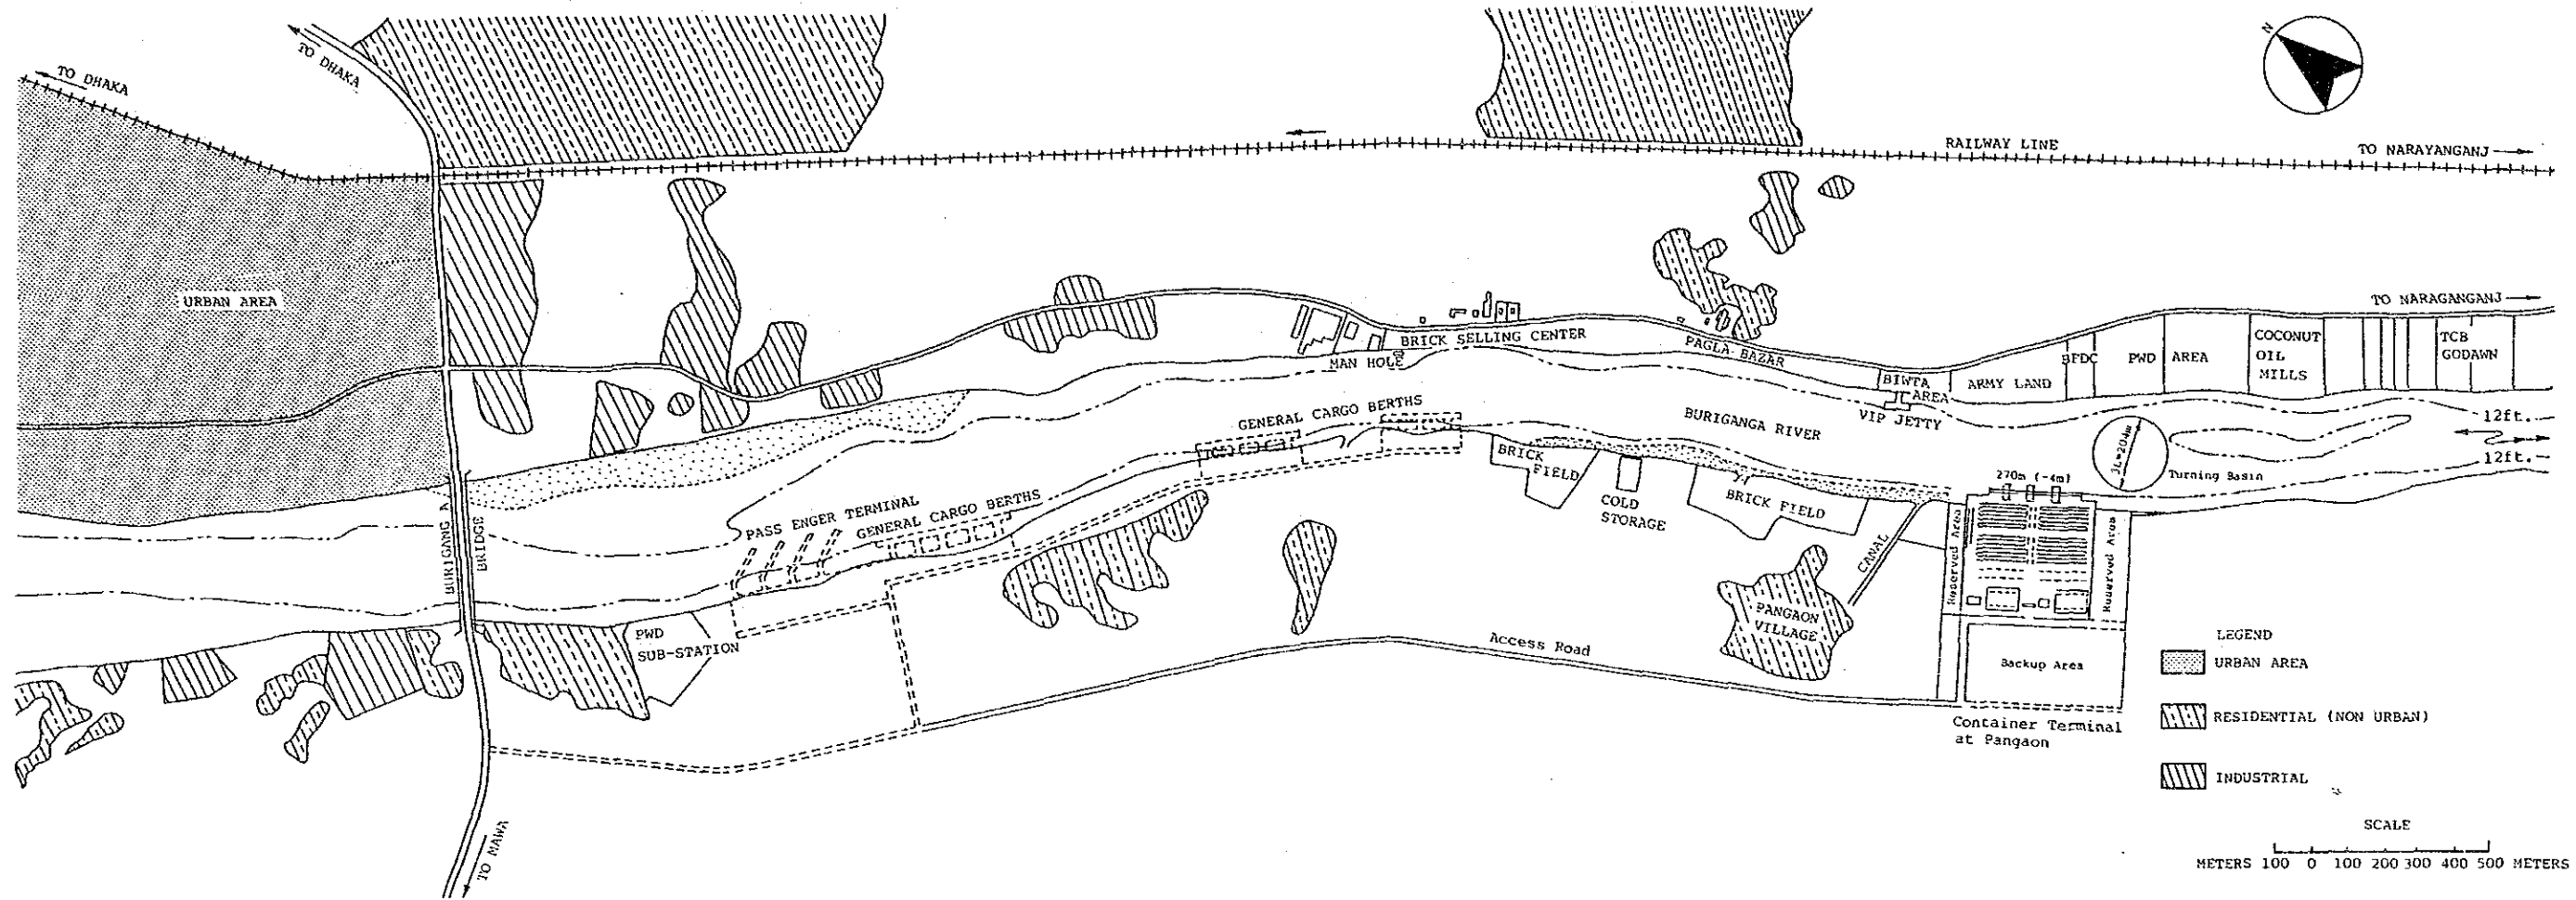 N
TO DHAKA
TO DHAKA
RAILWAY LINE
TO NARAYANGANJ
URBAN AREA
TO NARAGANGANJ
BRICK SELLING CENTER
MAN HOLE
PAGLA BAZAR
BIWTA
AREA
VIP JETTY
ARMY LAND
BFDC
PWD AREA
COCONUT
OIL
MILLS
TCB
GODAWN
12ft.
12ft.
GENERAL CARGO BERTHS
BURIGANGA RIVER
3L=204m
Turning Basin
270m (-4m)
BRICK
FIELD
COLD
STORAGE
BRICK FIELD
CANAL
PASS ENGER TERMINAL
GENERAL CARGO BERTHS
BURIGANG A
BRIDGE
PWD
SUB-STATION
Access Road
PANGAON
VILLAGE
Reserved Area
Reserved Area
Backup Area
Container Terminal
at Pangaon
TO MAWA
LEGEND
URBAN AREA
RESIDENTIAL (NON URBAN)
INDUSTRIAL
SCALE
METERS 100 0 100 200 300 400 500 METERS